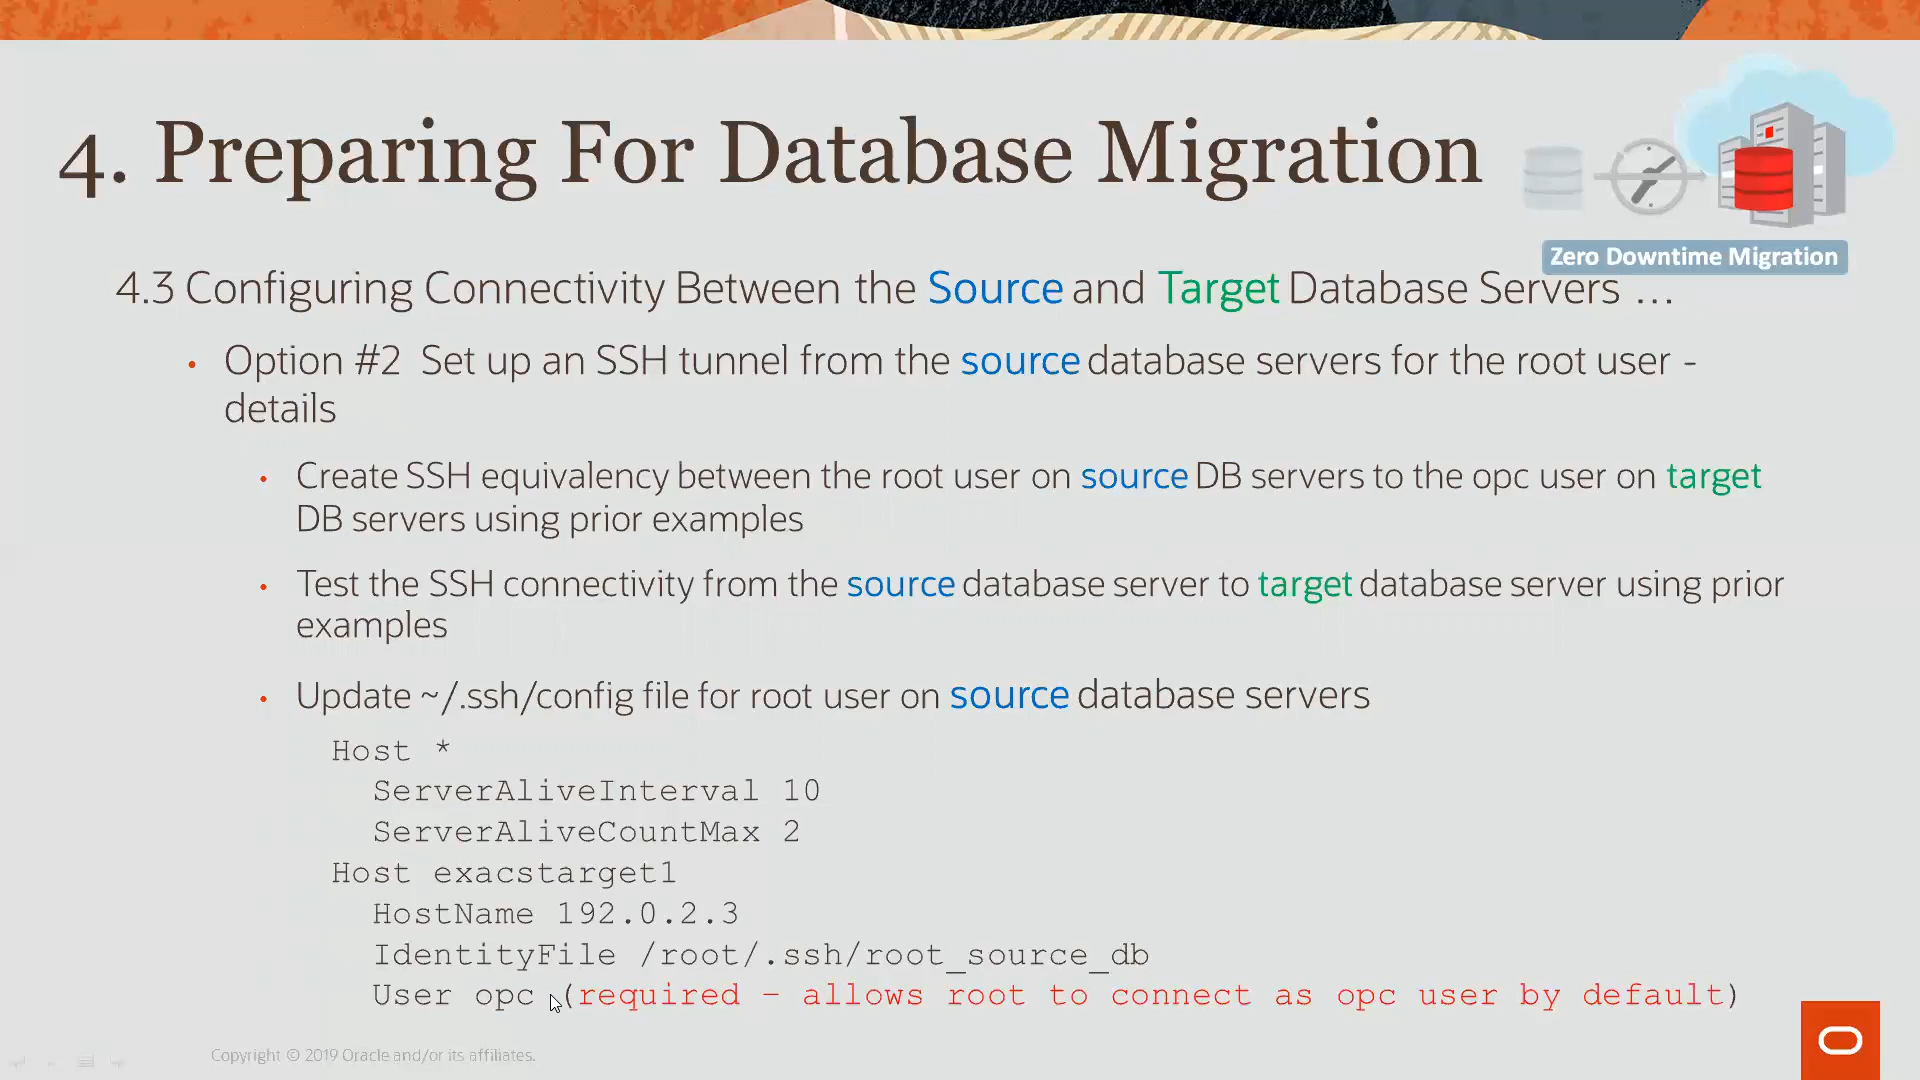 4. Preparing For Database Migration
Zero Downtime Migration
4.3 Configuring Connectivity Between the Source and Target Database Servers ...
• Option #2 Set up an SSH tunnel from the source database servers for the root user -
details
• Create SSH equivalency between the root user on source DB servers to the opc user on target
DB servers using prior examples
• Test the SSH connectivity from the source database server to target database server using prior
examples
• Update ~/.ssh/config file for root user on source database servers
Host *
ServerAliveInterval 10
ServerAliveCountMax 2
Host exacstarget1
HostName 192.0.2.3
IdentityFile /root/.ssh/root_source_db
User opc (required – allows root to connect as opc user by default)
Copyright © 2019 Oracle and/or its affiliates.